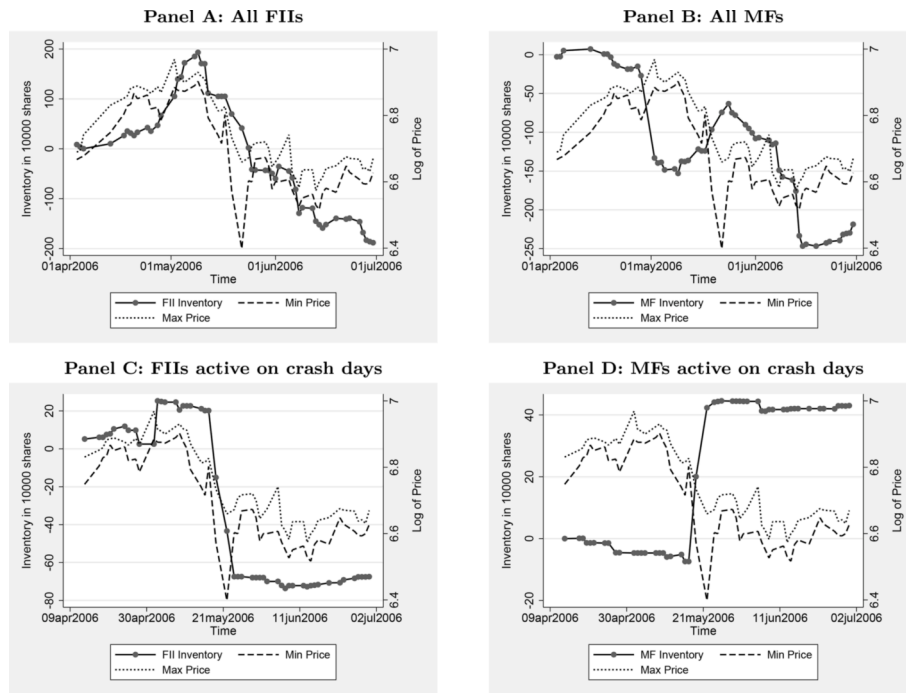 Panel A: All FIIs
Inventory in 10000 shares
200
100
0
-100
-200
7
6.8
6.6
6.4
Log of Price
01apr2006 01may2006 01jun2006 01jul2006
Time
FII Inventory Min Price
Max Price
Panel B: All MFs
Inventory in 10000 shares
0
-50
-100
-150
-200
-250
7
6.8
6.6
6.4
Log of Price
01apr2006 01may2006 01jun2006 01jul2006
Time
MF Inventory Min Price
Max Price
Panel C: FIIs active on crash days
Inventory in 10000 shares
20
0
-20
-40
-60
-80
7
6.8
6.6
6.4
Log of Price
09apr2006 30apr2006 21may2006 11jun2006 02jul2006
Time
FII Inventory Min Price
Max Price
Panel D: MFs active on crash days
Inventory in 10000 shares
40
20
0
-20
7
6.8
6.6
6.4
Log of Price
09apr2006 30apr2006 21may2006 11jun2006 02jul2006
Time
MF Inventory Min Price
Max Price